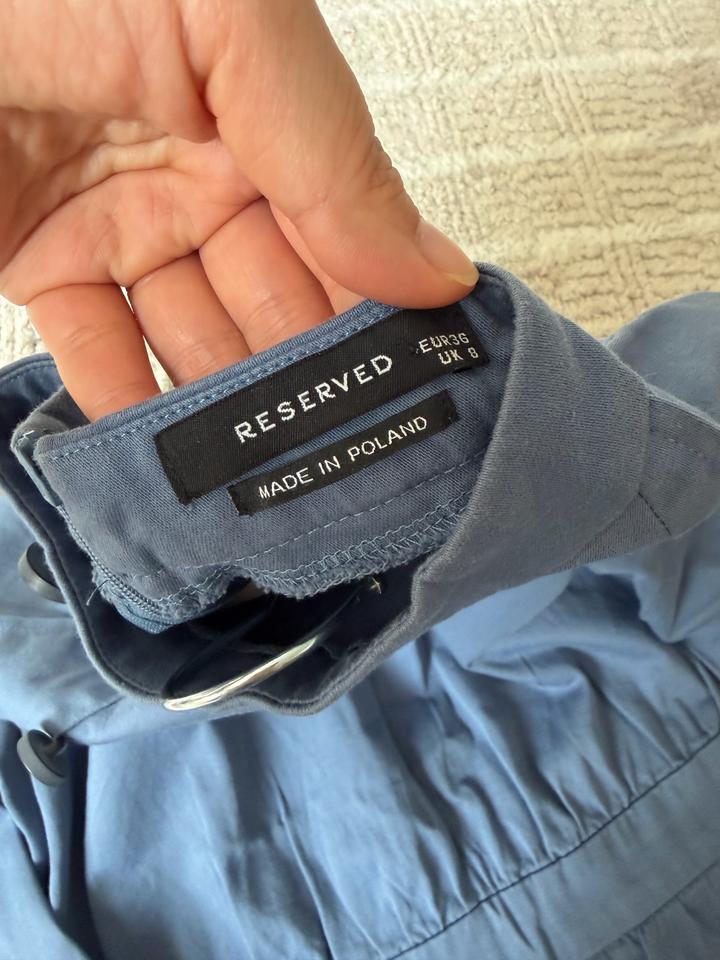 RESERVED
EUR36
UK 8
MADE IN POLAND